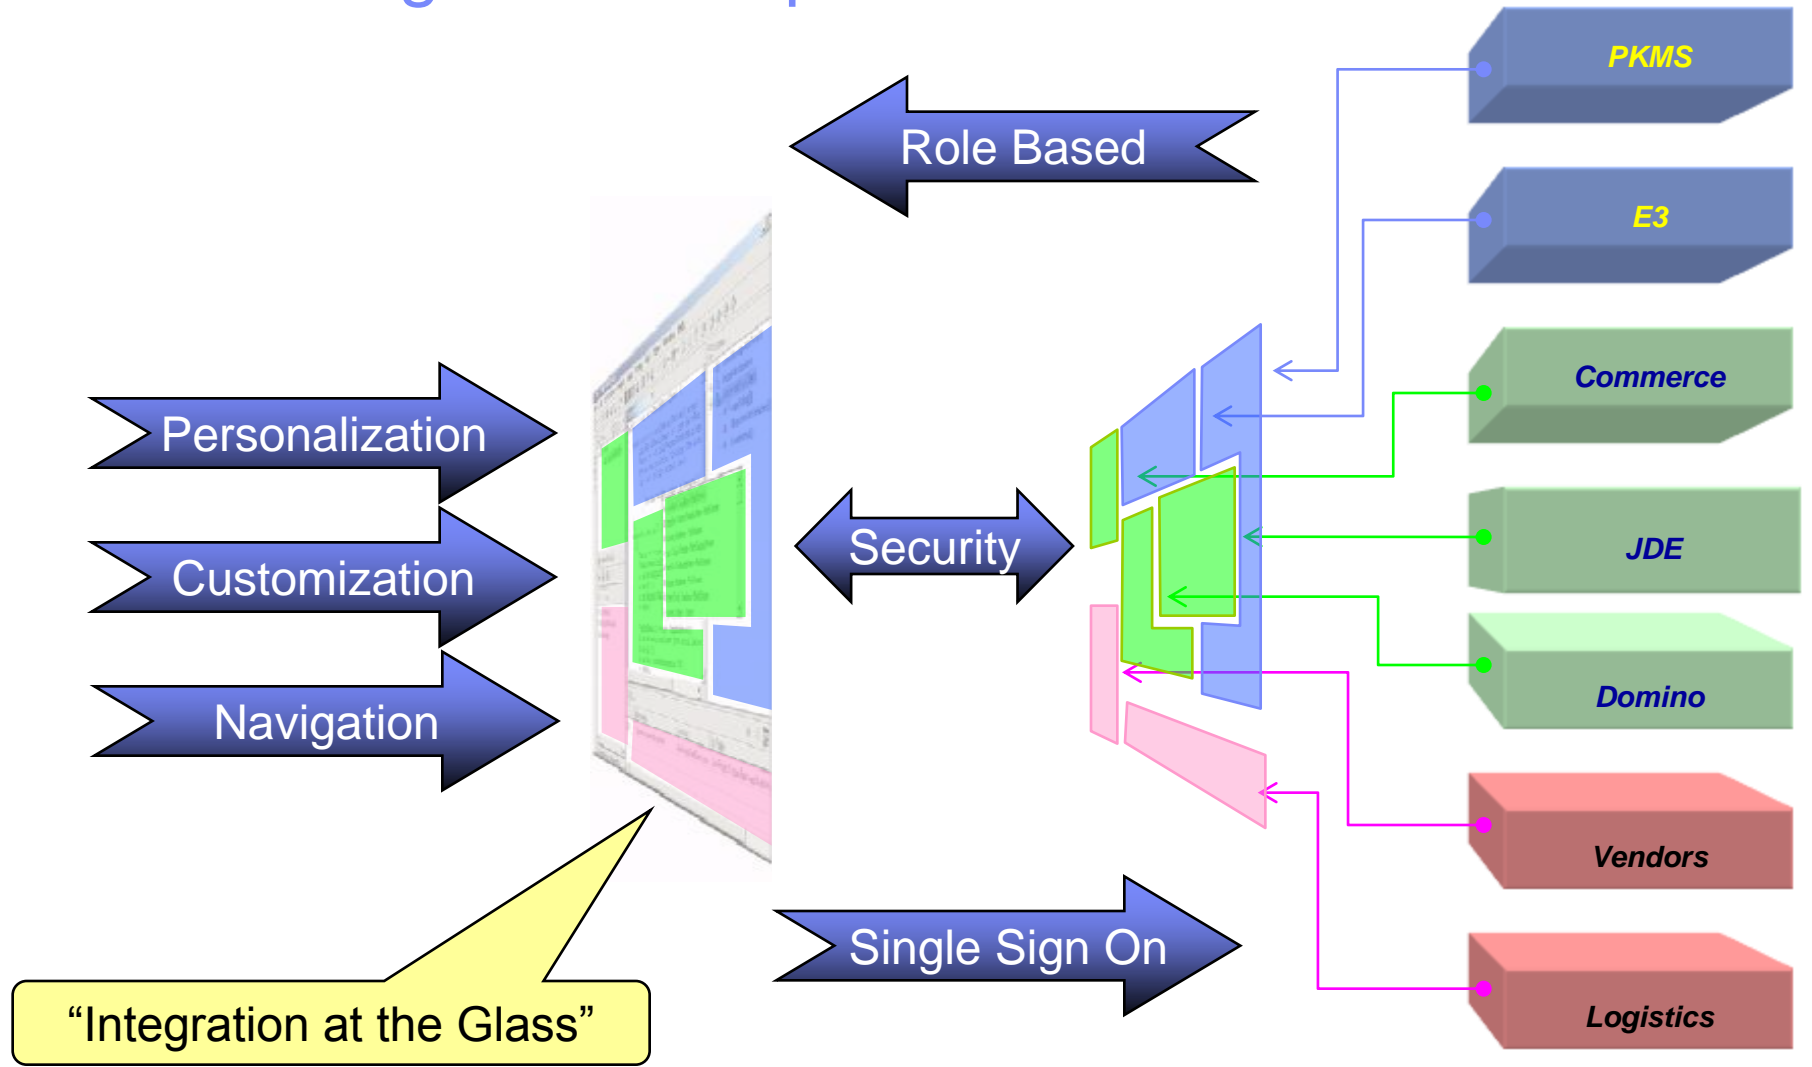 PKMS
Role Based
E3
Commerce
Personalization
Security
JDE
Customization
Domino
Navigation
Vendors
Single Sign On
“Integration at the Glass”
Logistics